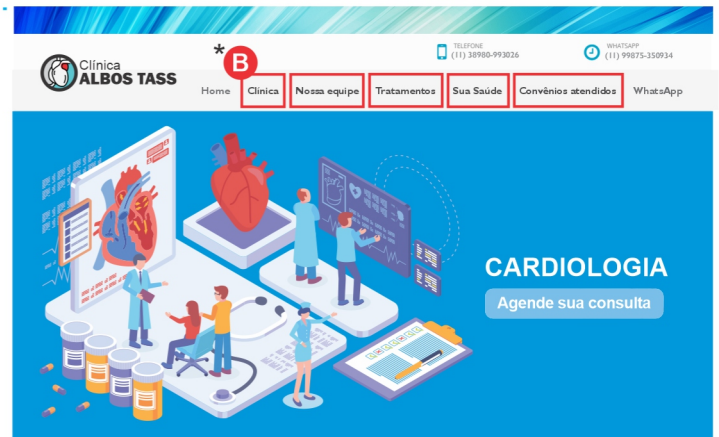 *
B
Clínica
ALBOS TASS
TELEFONE
(11) 38980-993026
WHATSAPP
(11) 99875-350934
Home Clínica Nossa equipe Tratamentos Sua Saúde Convênios atendidos WhatsApp
CARDIOLOGIA
Agende sua consulta